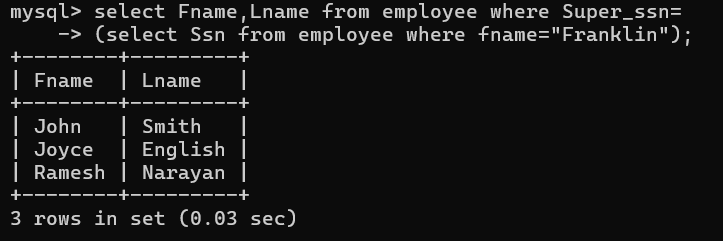 mysql> select Fname,Lname from employee where Super_ssn=
    -> (select Ssn from employee where fname="Franklin");
+--------+---------+
| Fname  | Lname   |
+--------+---------+
| John   | Smith   |
| Joyce  | English |
| Ramesh | Narayan |
+--------+---------+
3 rows in set (0.03 sec)